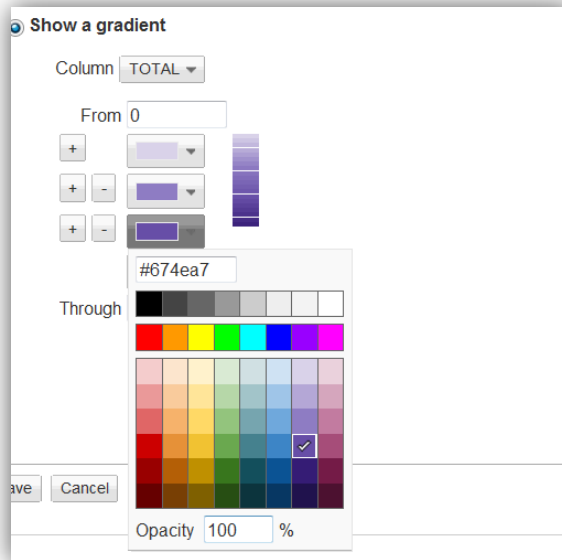 Show a gradient
Column TOTAL
From 0
+
+ -
+ -
#674ea7
Through
ave Cancel
Opacity 100 %